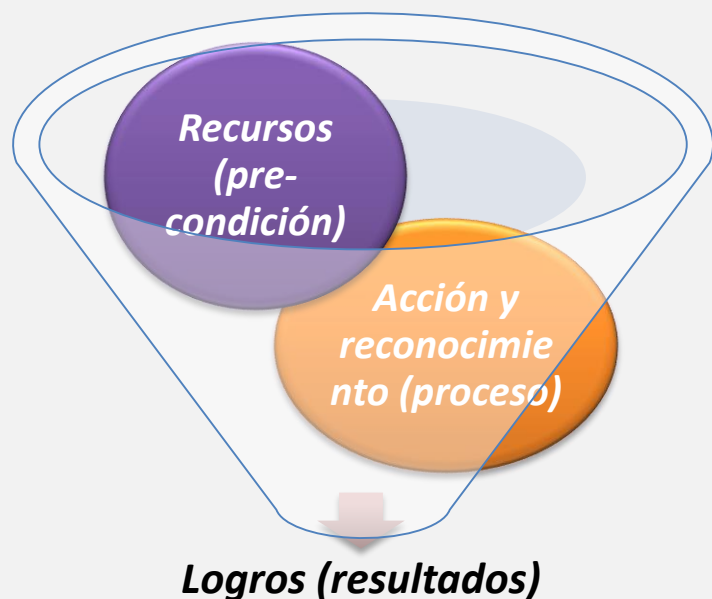 Recursos
(pre-
condición)
Acción y
reconocimie
nto (proceso)
Logros (resultados)